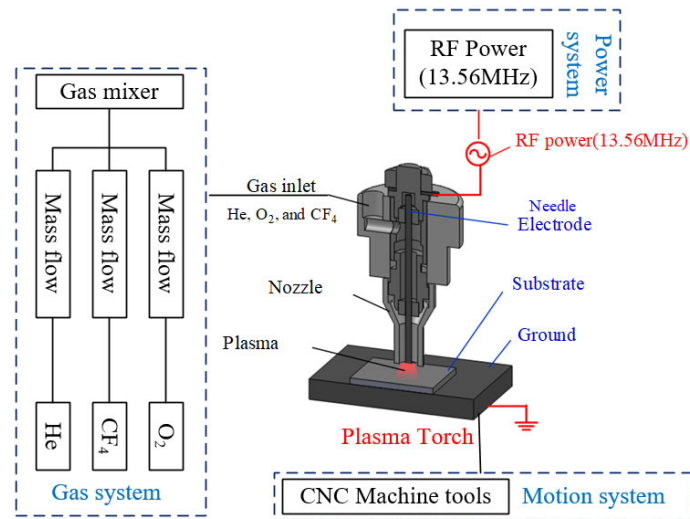 Gas mixer
Mass flow
Mass flow
Mass flow
He
CF₄
O₂
Gas system
RF Power
(13.56MHz)
Power
system
RF power(13.56MHz)
Gas inlet
He, O₂, and CF₄
Needle
Electrode
Nozzle
Substrate
Plasma
Ground
Plasma Torch
CNC Machine tools
Motion system